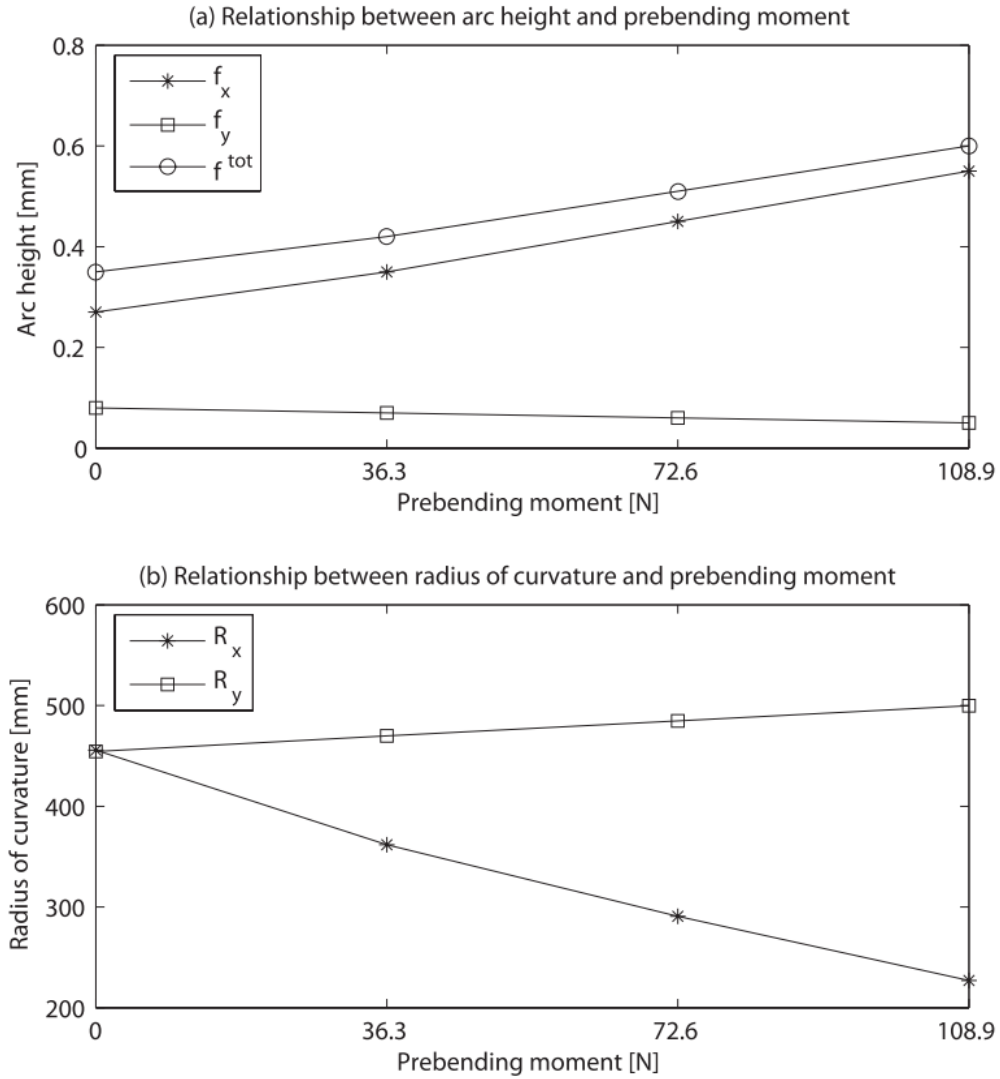 (a) Relationship between arc height and prebending moment
0.8
f_x
f_y
f^tot
0.6
0.4
0.2
0
Arc height [mm]
0 36.3 72.6 108.9
Prebending moment [N]
(b) Relationship between radius of curvature and prebending moment
600
R_x
R_y
500
400
300
200
Radius of curvature [mm]
0 36.3 72.6 108.9
Prebending moment [N]